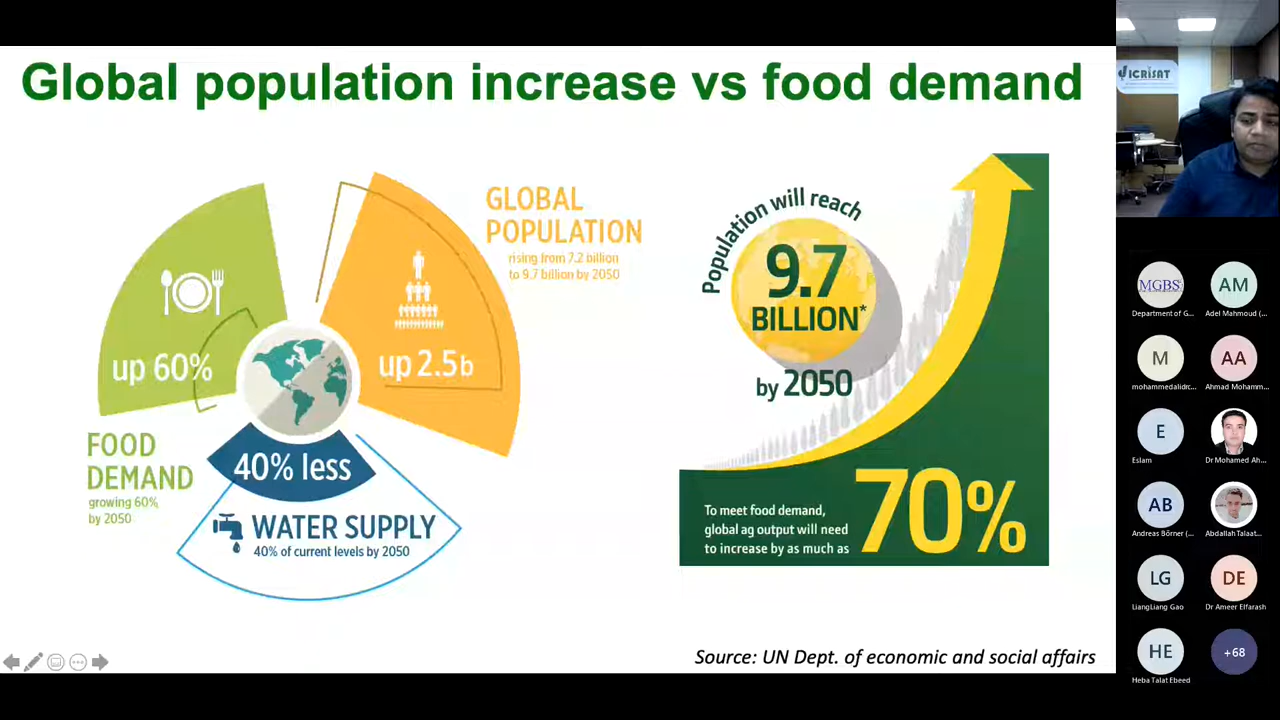 Global population increase vs food demand
GLOBAL
POPULATION
rising from 7.2 billion
to 9.7 billion by 2050
up 60%
up 2.5b
FOOD
DEMAND
growing 60%
by 2050
40% less
WATER SUPPLY
40% of current levels by 2050
Population will reach
9.7
BILLION*
by 2050
To meet food demand,
global ag output will need
to increase by as much as
70%
Source: UN Dept. of economic and social affairs
ICRISAT
MGBS
AM
Department of G...
Adel Mahmoud (...
M
AA
mohammedalidrc...
Ahmad Mohamm...
E
Eslam
Dr Mohamed Ah...
AB
Andreas Börner (...
Abdallah Talaat...
LG
DE
LiangLiang Gao
Dr Ameer Elfarash
HE
+68
Heba Talat Ebeed